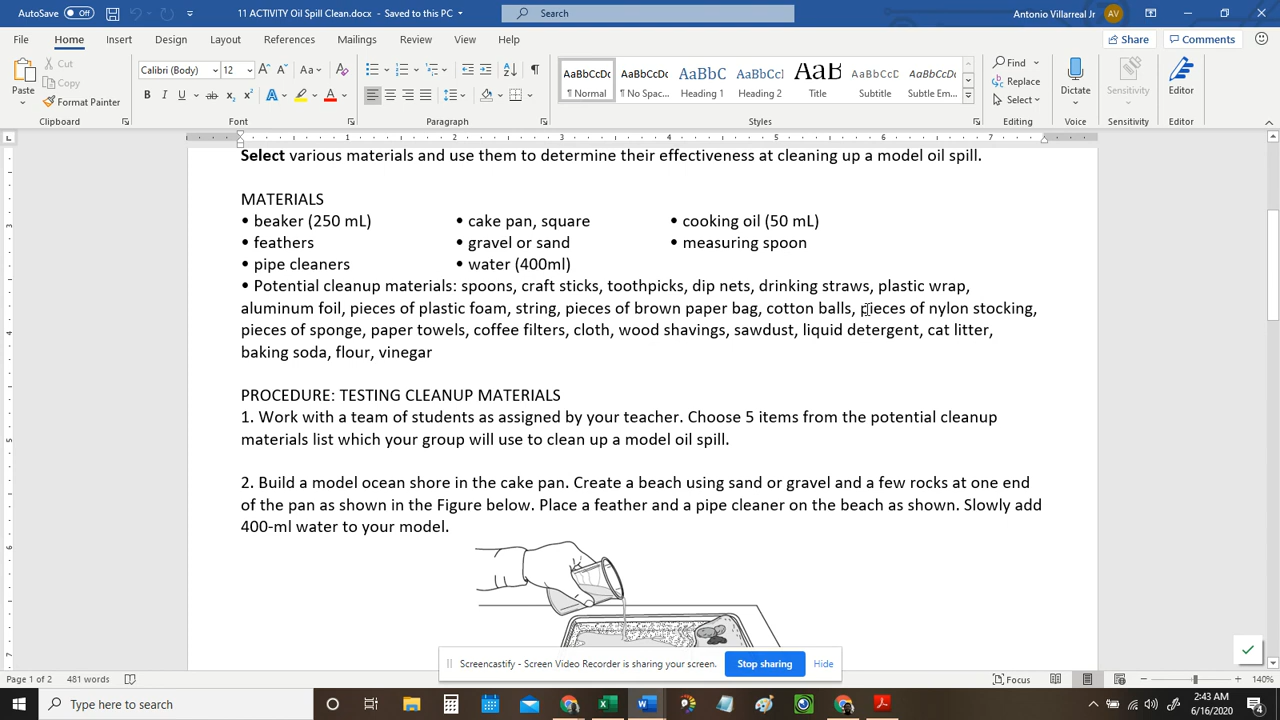 AutoSave Off 11 ACTIVITY Oil Spill Clean.docx - Saved to this PC Search Antonio Villarreal Jr AV
File Home Insert Design Layout References Mailings Review View Help Share Comments
Cut
Copy
Format Painter
Paste
Calibri (Body) 12
AaBbCcDc AaBbCcDc AaBbC AaBbCcD AaB AaBbCcD AaBbCcDc
¶ Normal ¶ No Spac... Heading 1 Heading 2 Title Subtitle Subtle Em...
Find
Replace
Select
Dictate Sensitivity Editor
Clipboard Font Paragraph Styles Editing Voice Sensitivity Editor
1 2 3 4 5 6 7
Select various materials and use them to determine their effectiveness at cleaning up a model oil spill.
MATERIALS
• beaker (250 mL) • cake pan, square • cooking oil (50 mL)
• feathers • gravel or sand • measuring spoon
• pipe cleaners • water (400ml)
• Potential cleanup materials: spoons, craft sticks, toothpicks, dip nets, drinking straws, plastic wrap,
aluminum foil, pieces of plastic foam, string, pieces of brown paper bag, cotton balls, pieces of nylon stocking,
pieces of sponge, paper towels, coffee filters, cloth, wood shavings, sawdust, liquid detergent, cat litter,
baking soda, flour, vinegar
PROCEDURE: TESTING CLEANUP MATERIALS
1. Work with a team of students as assigned by your teacher. Choose 5 items from the potential cleanup
materials list which your group will use to clean up a model oil spill.
2. Build a model ocean shore in the cake pan. Create a beach using sand or gravel and a few rocks at one end
of the pan as shown in the Figure below. Place a feather and a pipe cleaner on the beach as shown. Slowly add
400-ml water to your model.
Screencastify - Screen Video Recorder is sharing your screen. Stop sharing Hide
Page 1 of 2 481 words Focus 140%
Type here to search 2:43 AM
6/16/2020